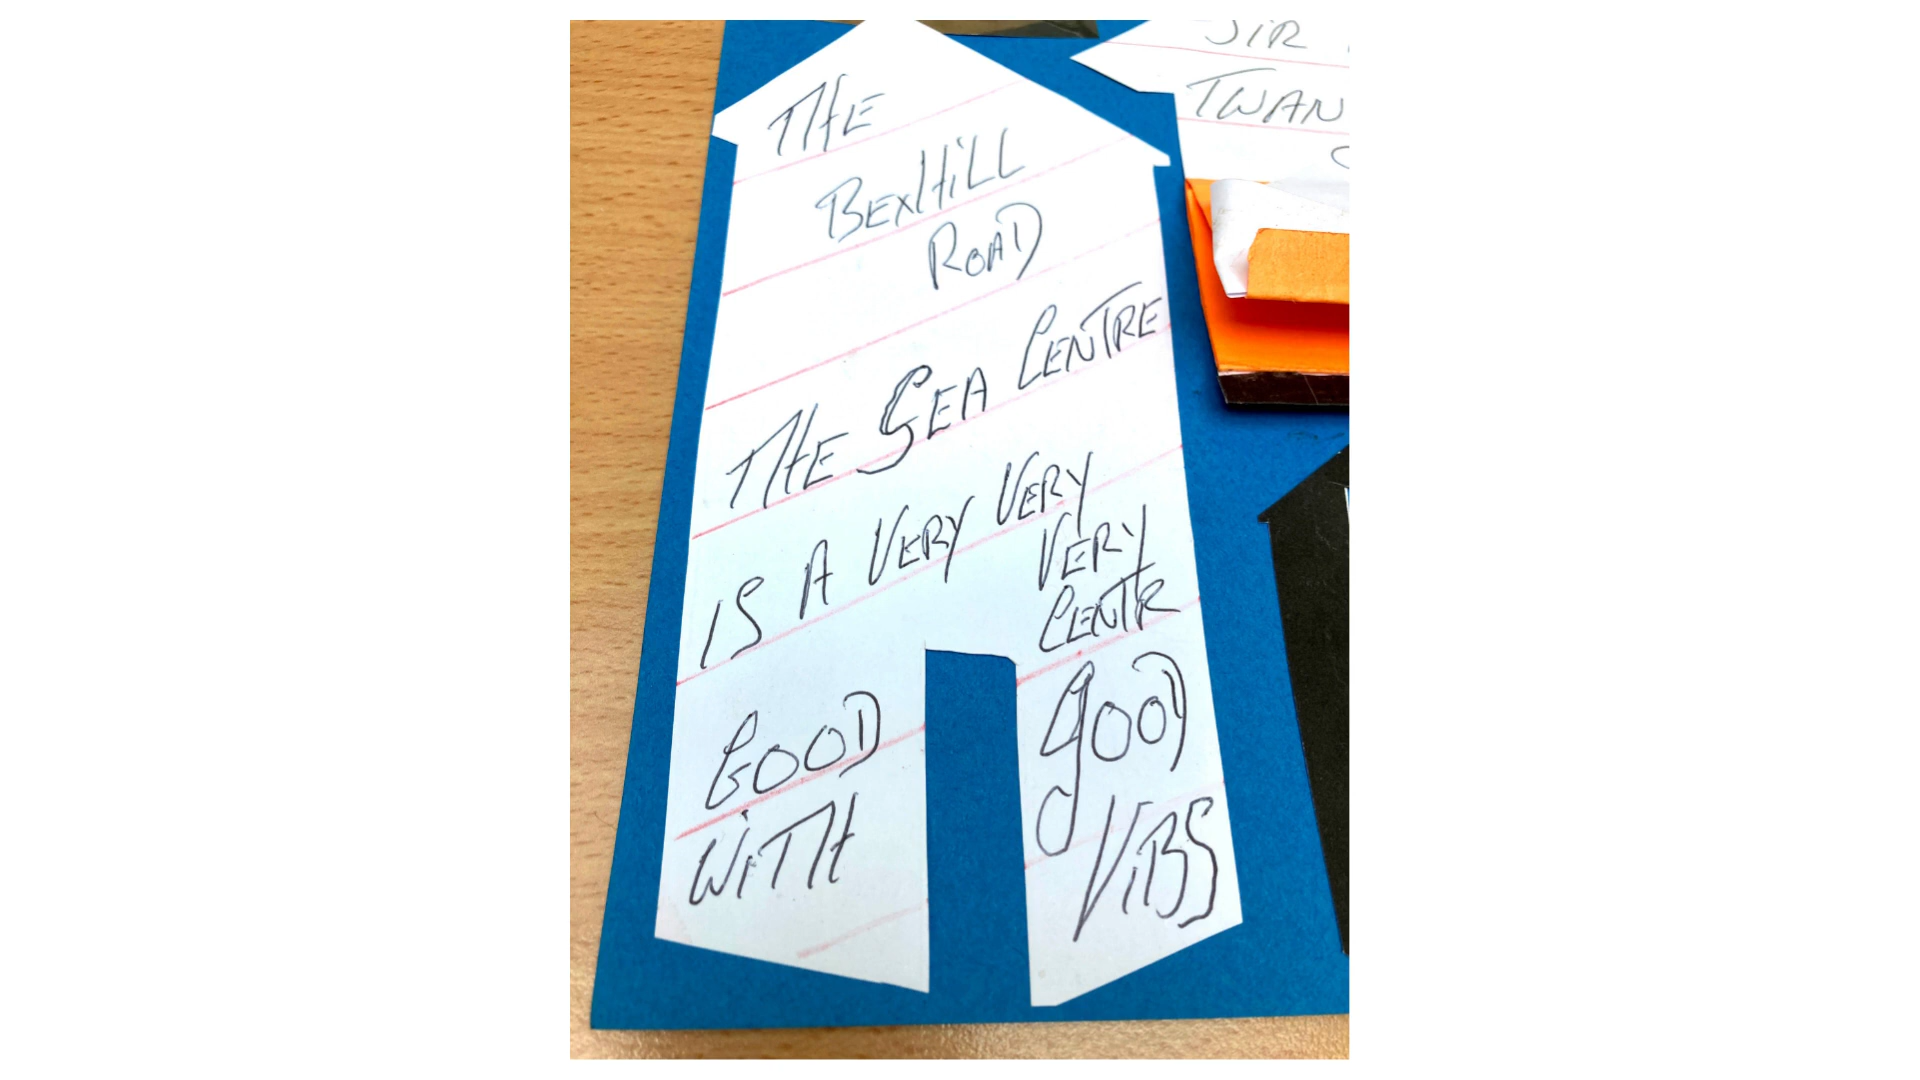 THE
BEXHiLL
ROAD
THE SEA CENTRE
IS A VERY VERY
VERY
CENTR
GOOD
WiTH
gooD
ViBS
SiR
TWAN